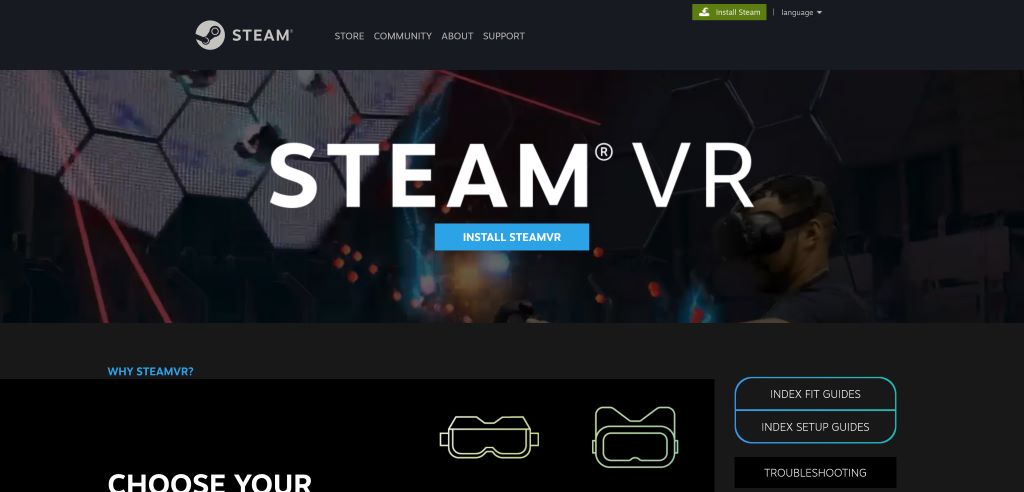 Install Steam | language
STEAM®
STORE COMMUNITY ABOUT SUPPORT
STEAM® VR
INSTALL STEAMVR
WHY STEAMVR?
CHOOSE YOUR
INDEX FIT GUIDES
INDEX SETUP GUIDES
TROUBLESHOOTING